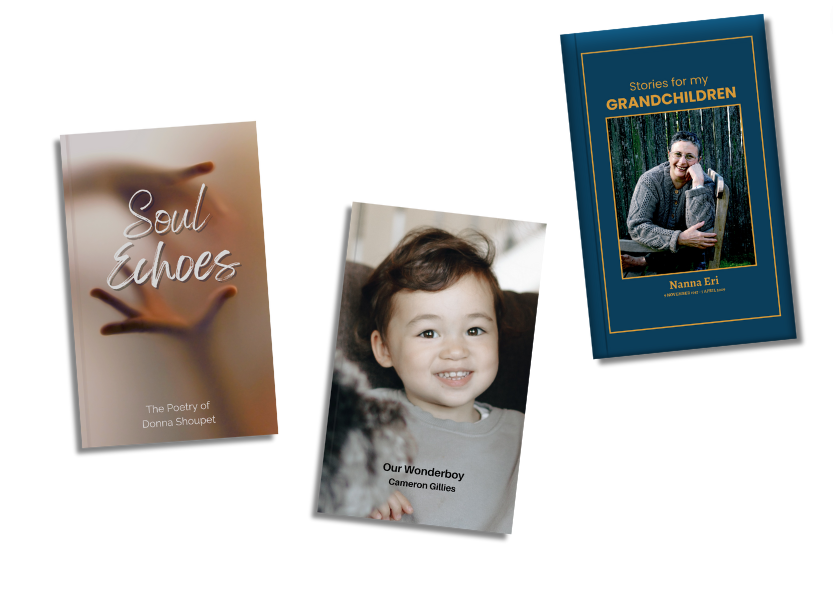 Soul
Echoes
The Poetry of
Donna Shoupet
Our Wonderboy
Cameron Gillies
Stories for my
GRANDCHILDREN
Nanna Eri